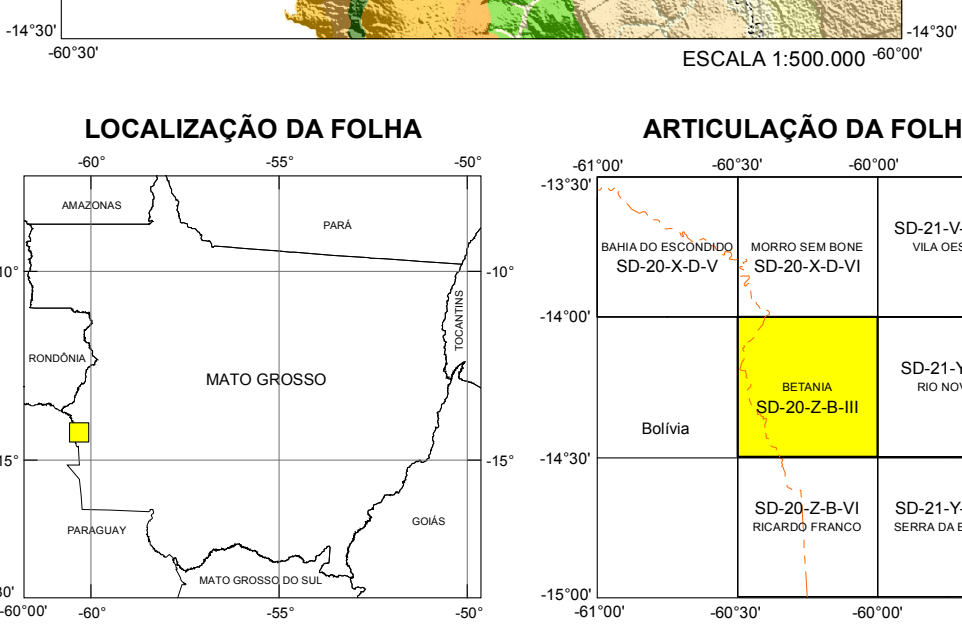 -14°30'
-14°30'
-60°30'
ESCALA 1:500.000
-60°00'
LOCALIZAÇÃO DA FOLHA
-60°
-55°
-50°
AMAZONAS
PARÁ
-10°
TOCANTINS
RONDÔNIA
MATO GROSSO
-15°
GOIÁS
PARAGUAY
MATO GROSSO DO SUL
-60°00'
-60°
-55°
-50°
ARTICULAÇÃO DA FOLH
-61°00'
-60°30'
-60°00'
-13°30'
SD-21-V-
BAHIA DO ESCONDIDO
MORRO SEM BONE
VILA OES
SD-20-X-D-V
SD-20-X-D-VI
-14°00'
SD-21-Y
BETANIA
RIO NOV
SD-20-Z-B-III
Bolívia
-14°30'
SD-20-Z-B-VI
SD-21-Y-
RICARDO FRANCO
SERRA DA B
-15°00'
-61°00'
-60°30'
-60°00'